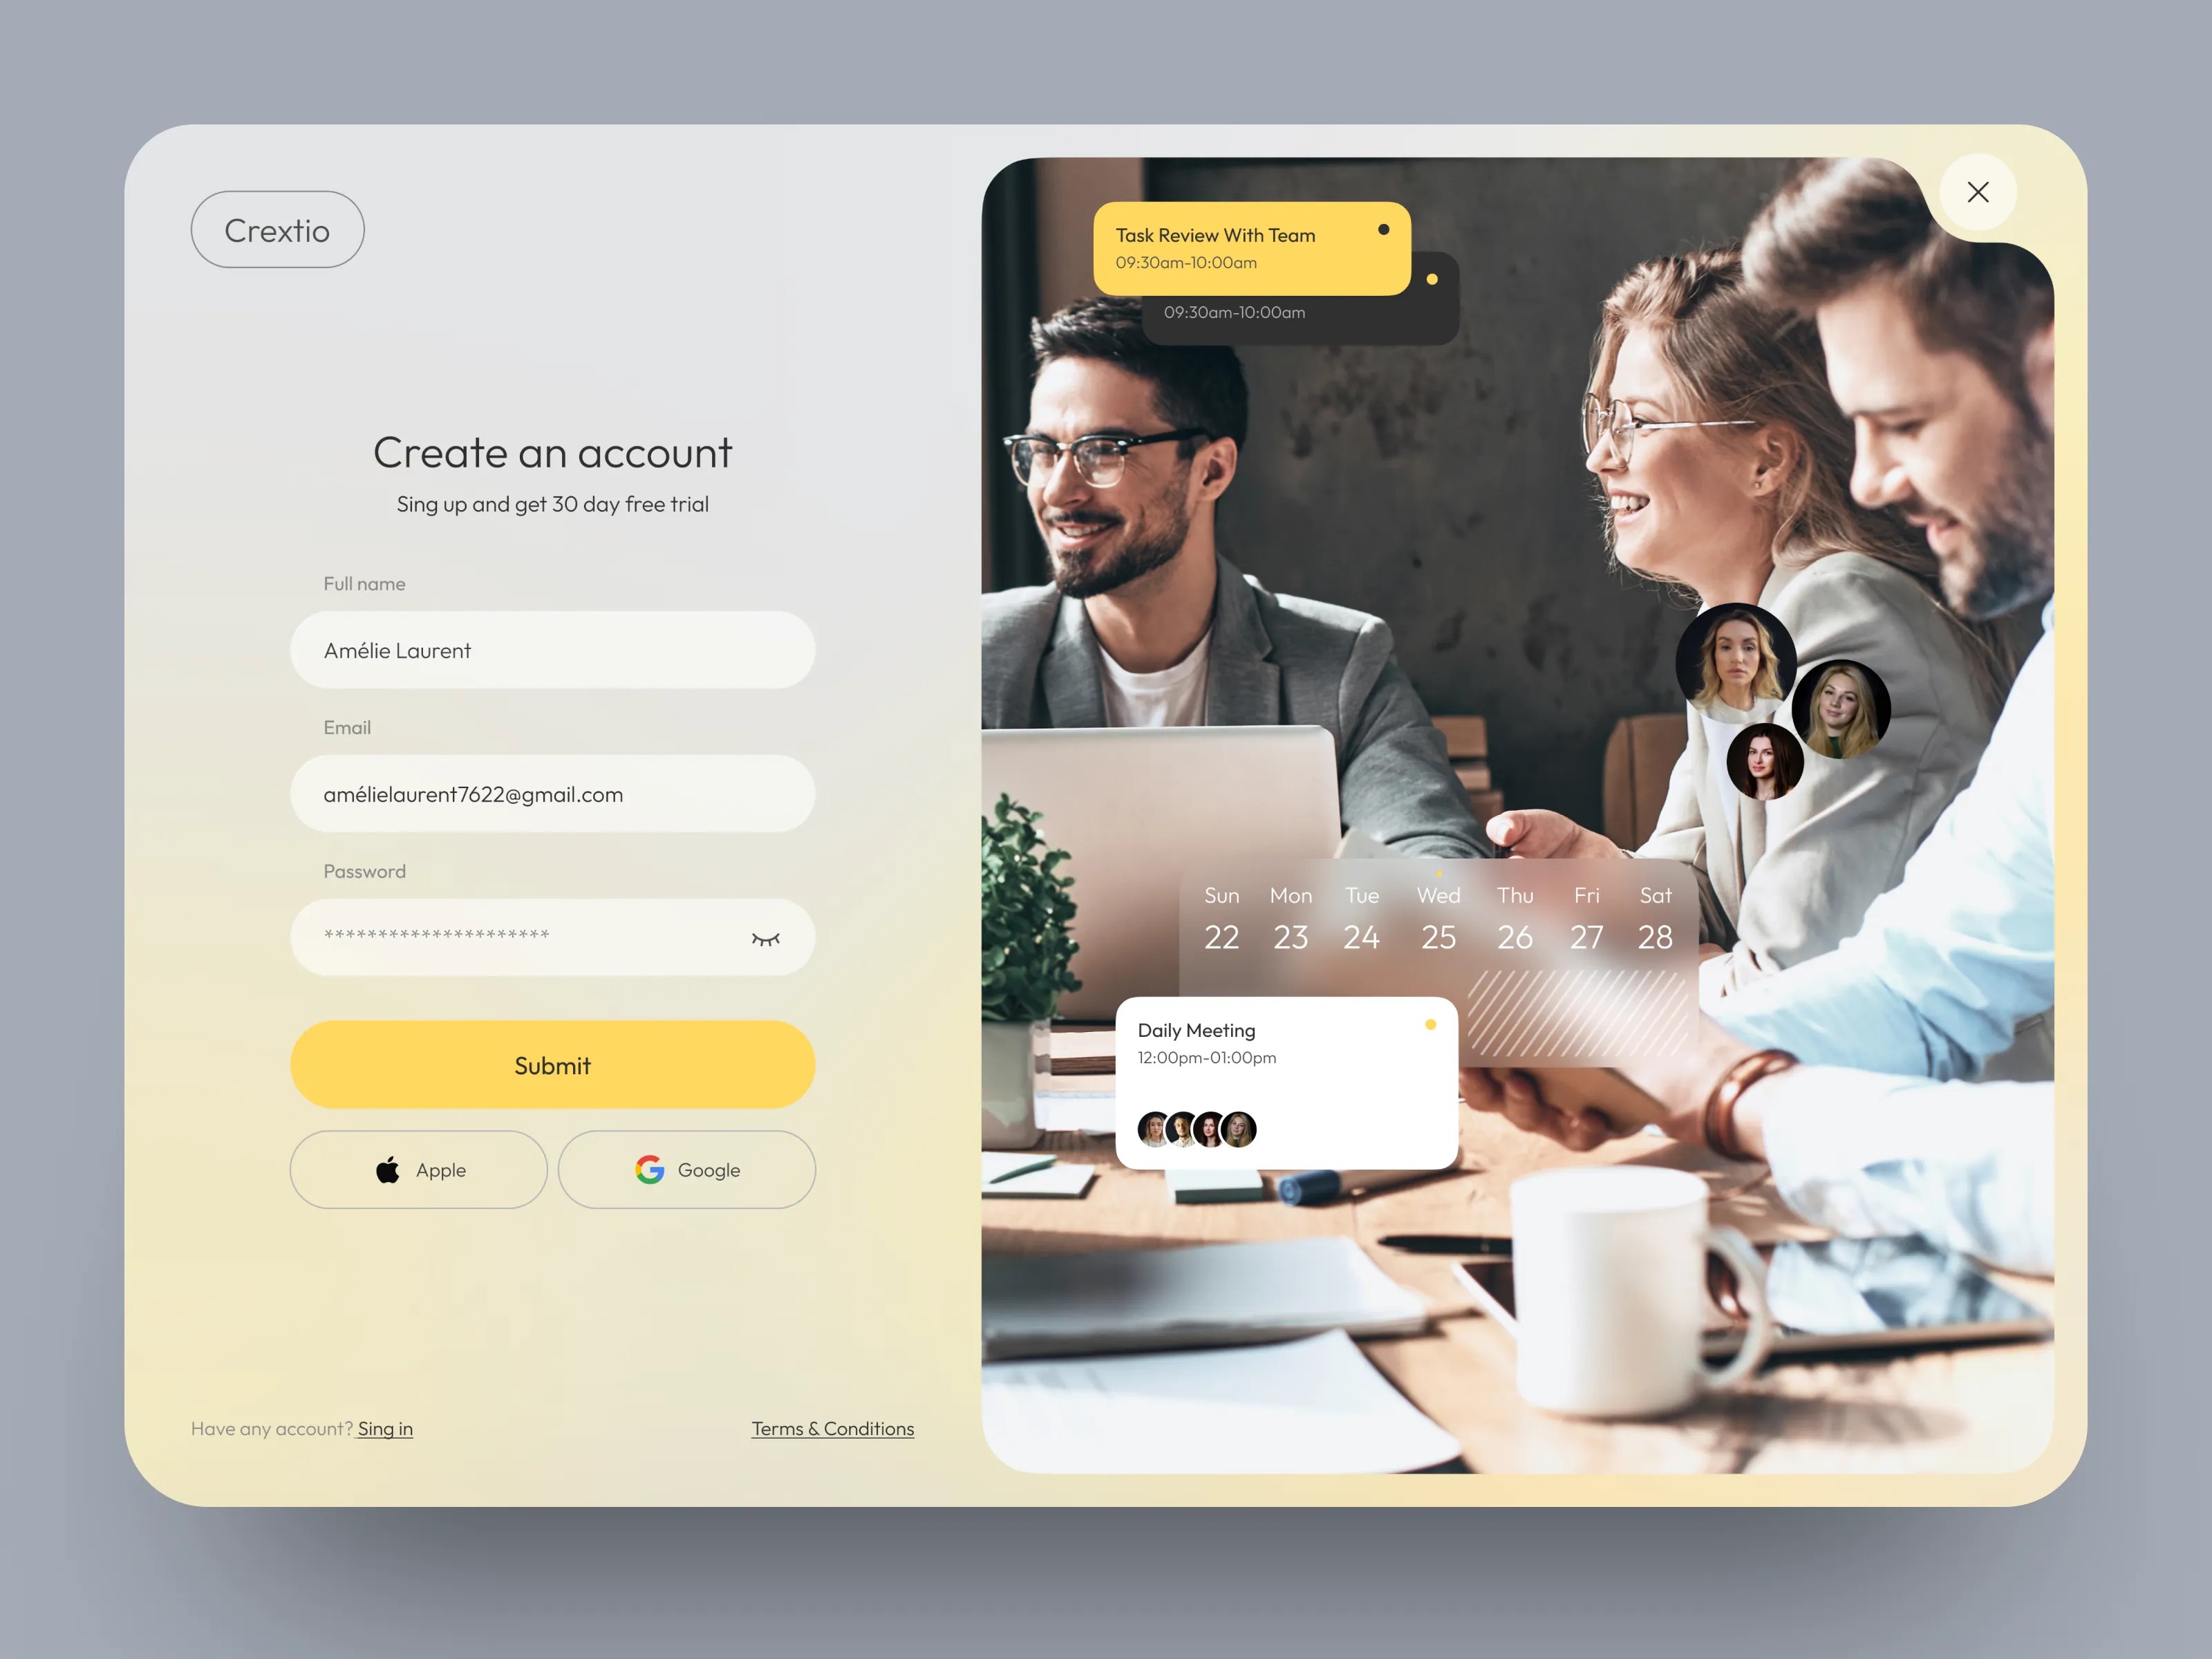 Crextio
Create an account
Sing up and get 30 day free trial
Full name
Amélie Laurent
Email
amélielaurent7622@gmail.com
Password
*********************
Submit
Apple
Google
Have any account? Sing in
Terms & Conditions
Task Review With Team
09:30am-10:00am
09:30am-10:00am
Sun Mon Tue Wed Thu Fri Sat
22 23 24 25 26 27 28
Daily Meeting
12:00pm-01:00pm